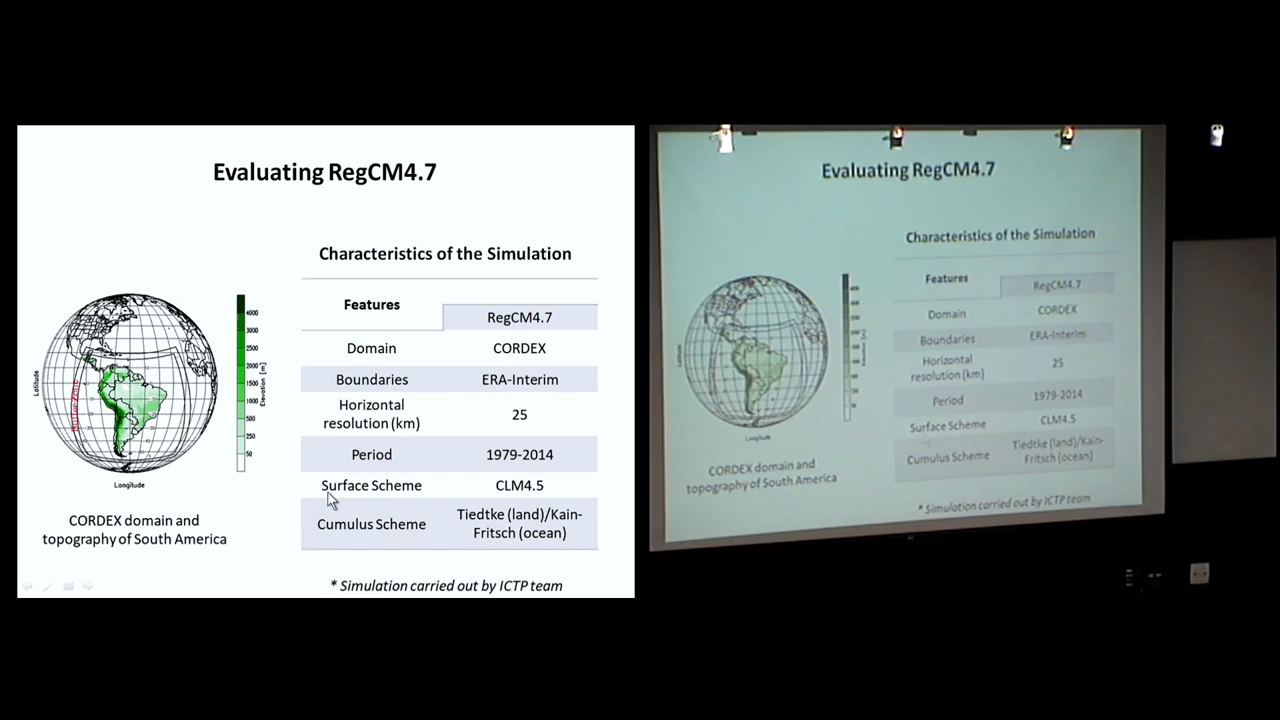 Evaluating RegCM4.7
Characteristics of the Simulation
Features
RegCM4.7
Domain CORDEX
Boundaries ERA-Interim
Horizontal
resolution (km)
25
Period 1979-2014
Surface Scheme CLM4.5
Cumulus Scheme
Tiedtke (land)/Kain-
Fritsch (ocean)
* Simulation carried out by ICTP team
Latitude
Longitude
4000
3000
2500
2000
1500
1000
500
250
50
Elevation [m]
CORDEX domain and
topography of South America
Evaluating RegCM4.7
Characteristics of the Simulation
Features
RegCM4.7
Domain CORDEX
Boundaries ERA-Interim
Horizontal
resolution (km)
25
Period 1979-2014
Surface Scheme CLM4.5
Cumulus Scheme
Tiedtke (land)/Kain-
Fritsch (ocean)
* Simulation carried out by ICTP team
Longitude
CORDEX domain and
topography of South America